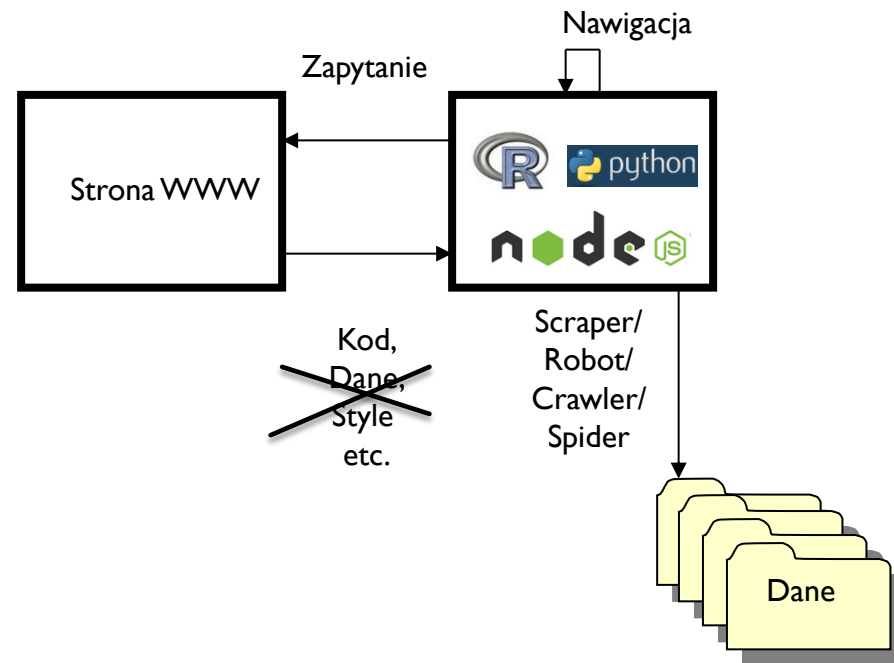 Nawigacja
Zapytanie
Strona WWW
R
python
node
JS
Kod,
Dane,
Style
etc.
Scraper/
Robot/
Crawler/
Spider
Dane